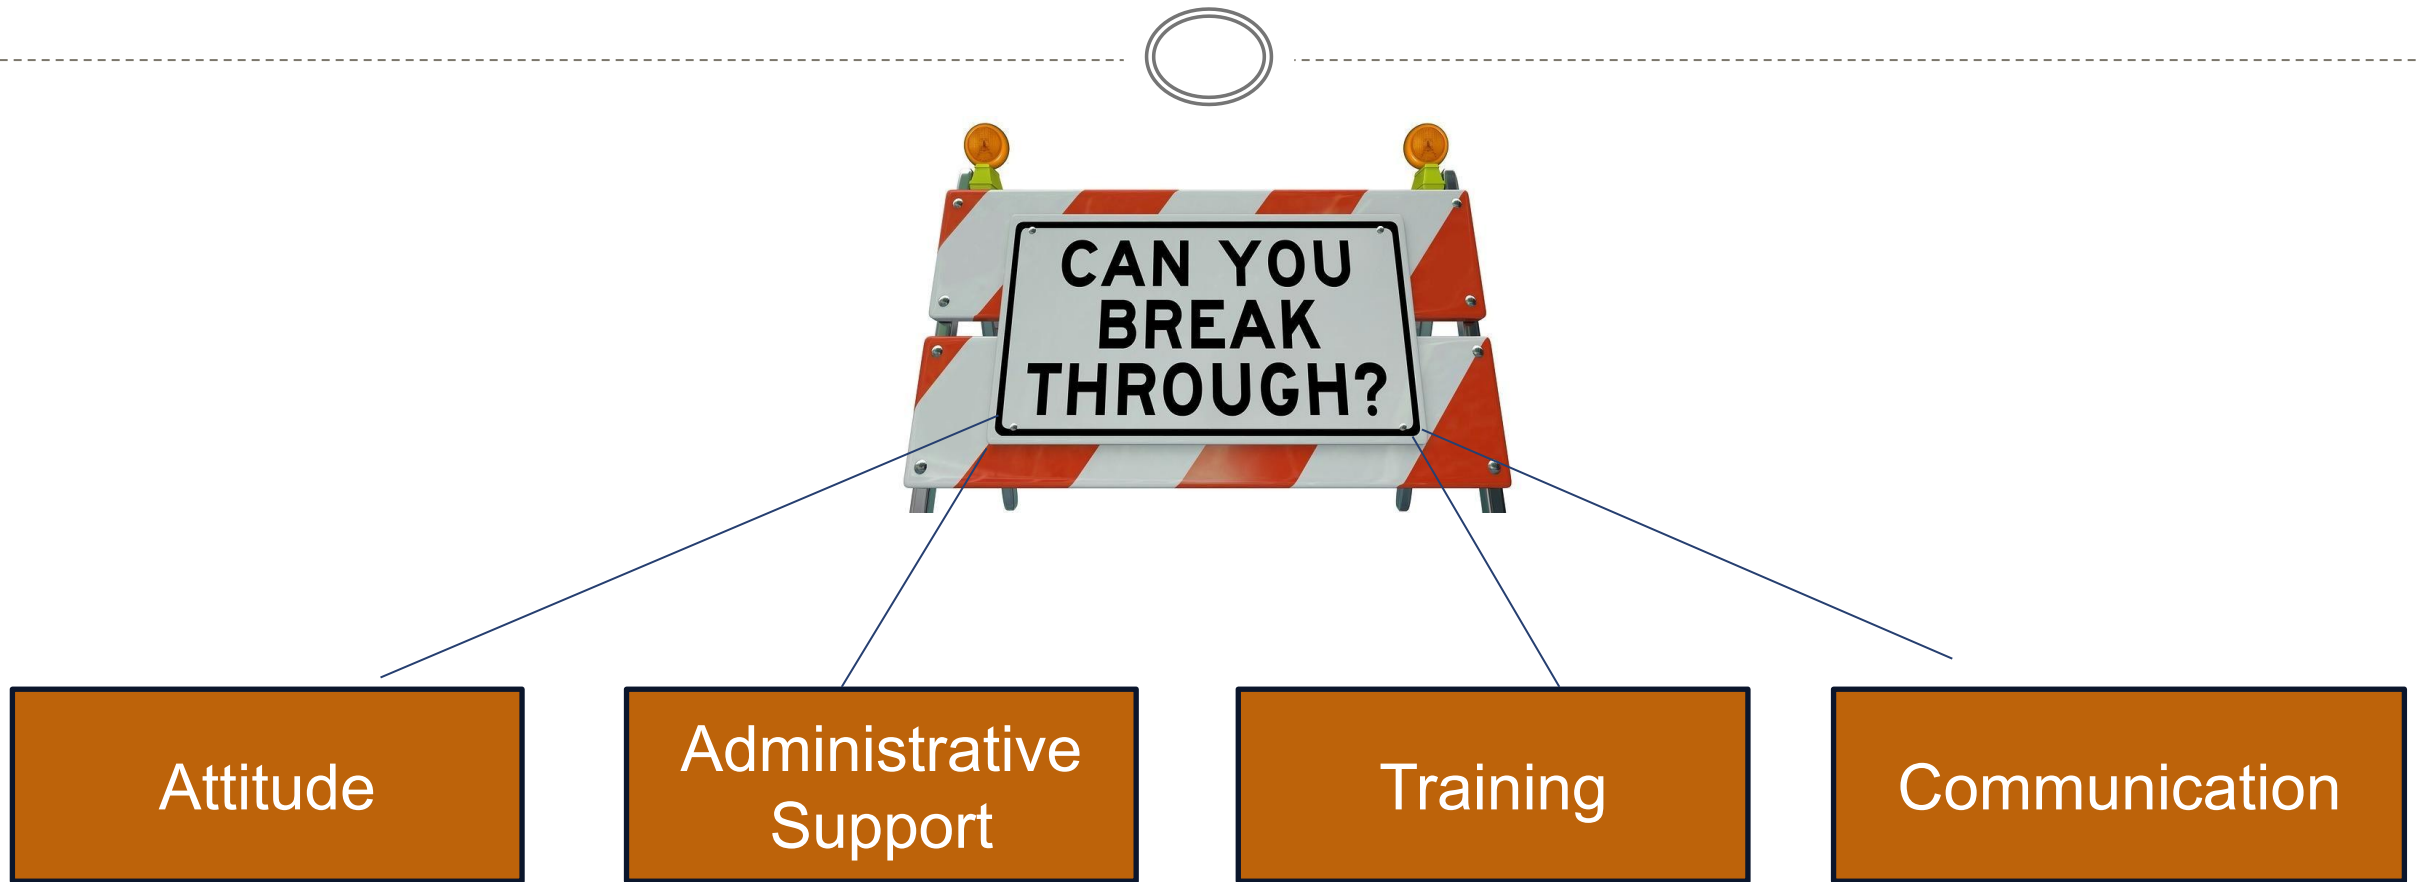 CAN YOU
BREAK
THROUGH?
Attitude
Administrative
Support
Training
Communication